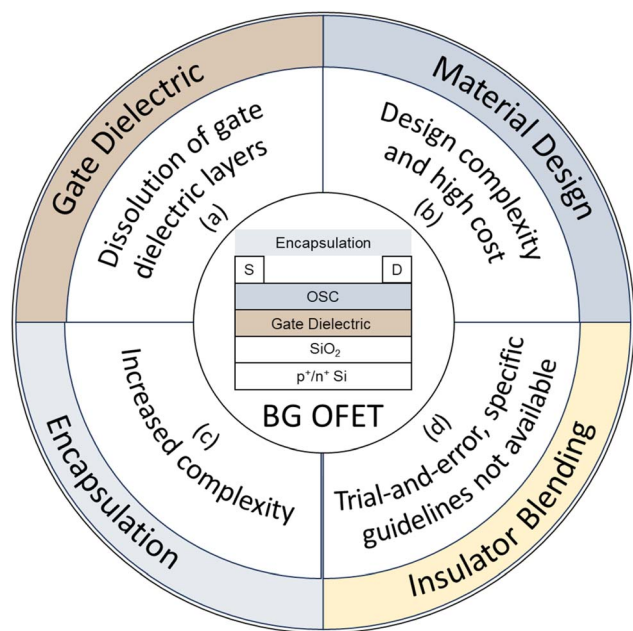 Gate Dielectric
Dissolution of gate
dielectric layers
(a)
Material Design
Design complexity
and high cost
(b)
Encapsulation
S
D
OSC
Gate Dielectric
SiO₂
p⁺/n⁺ Si
BG OFET
Encapsulation
(c)
Increased complexity
Insulator Blending
(d)
Trial-and-error, specific
guidelines not available